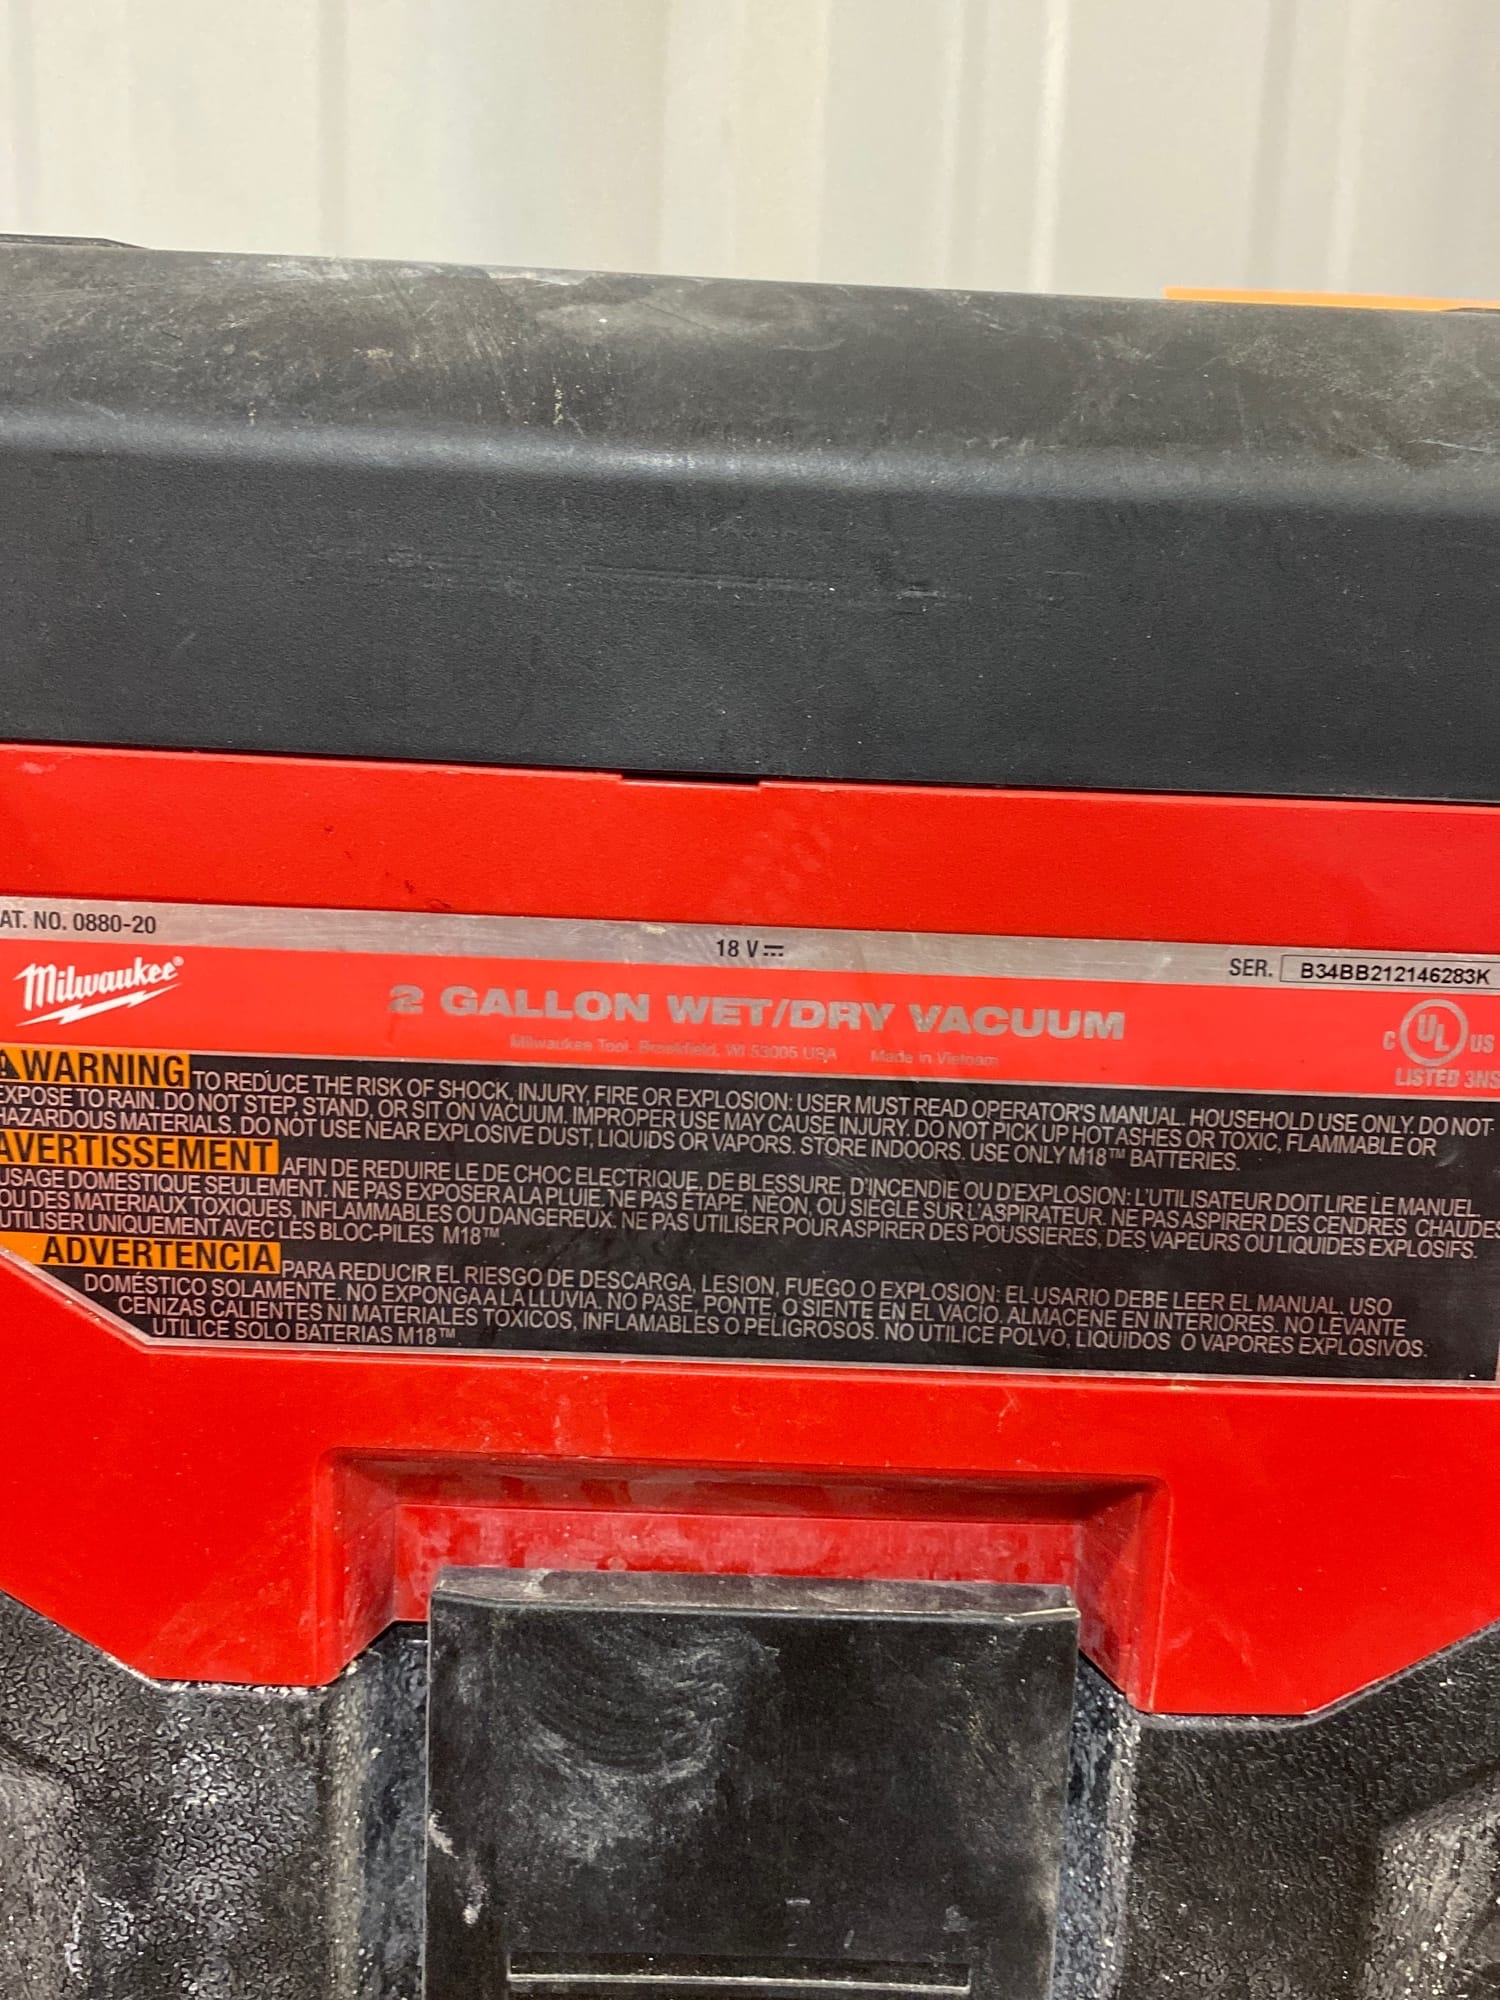 AT. NO. 0880-20
18 V
SER. B34BB212146283K
Milwaukee®
2 GALLON WET/DRY VACUUM
Milwaukee Tool, Brookfield, WI 53005 USA Made in Vietnam
C UL US
LISTED 3NS
WARNING TO REDUCE THE RISK OF SHOCK, INJURY, FIRE OR EXPLOSION: USER MUST READ OPERATOR'S MANUAL. HOUSEHOLD USE ONLY. DO NOT
EXPOSE TO RAIN. DO NOT STEP, STAND, OR SIT ON VACUUM. IMPROPER USE MAY CAUSE INJURY. DO NOT PICK UP HOT ASHES OR TOXIC, FLAMMABLE OR
HAZARDOUS MATERIALS. DO NOT USE NEAR EXPLOSIVE DUST, LIQUIDS OR VAPORS. STORE INDOORS. USE ONLY M18™ BATTERIES.
AVERTISSEMENT AFIN DE REDUIRE LE DE CHOC ELECTRIQUE, DE BLESSURE, D'INCENDIE OU D'EXPLOSION: L'UTILISATEUR DOIT LIRE LE MANUEL.
USAGE DOMESTIQUE SEULEMENT. NE PAS EXPOSER A LA PLUIE. NE PAS ETAPE, NEON, OU SIEGLE SUR L'ASPIRATEUR. NE PAS ASPIRER DES CENDRES CHAUDES
OU DES MATERIAUX TOXIQUES, INFLAMMABLES OU DANGEREUX. NE PAS UTILISER POUR ASPIRER DES POUSSIERES, DES VAPEURS OU LIQUIDES EXPLOSIFS.
UTILISER UNIQUEMENT AVEC LES BLOC-PILES M18™.
ADVERTENCIA PARA REDUCIR EL RIESGO DE DESCARGA, LESION, FUEGO O EXPLOSION: EL USARIO DEBE LEER EL MANUAL. USO
DOMÉSTICO SOLAMENTE. NO EXPONGA A LA LLUVIA. NO PASE, PONTE, O SIENTE EN EL VACIO. ALMACENE EN INTERIORES. NO LEVANTE
CENIZAS CALIENTES NI MATERIALES TOXICOS, INFLAMABLES O PELIGROSOS. NO UTILICE POLVO, LIQUIDOS O VAPORES EXPLOSIVOS.
UTILICE SOLO BATERIAS M18™